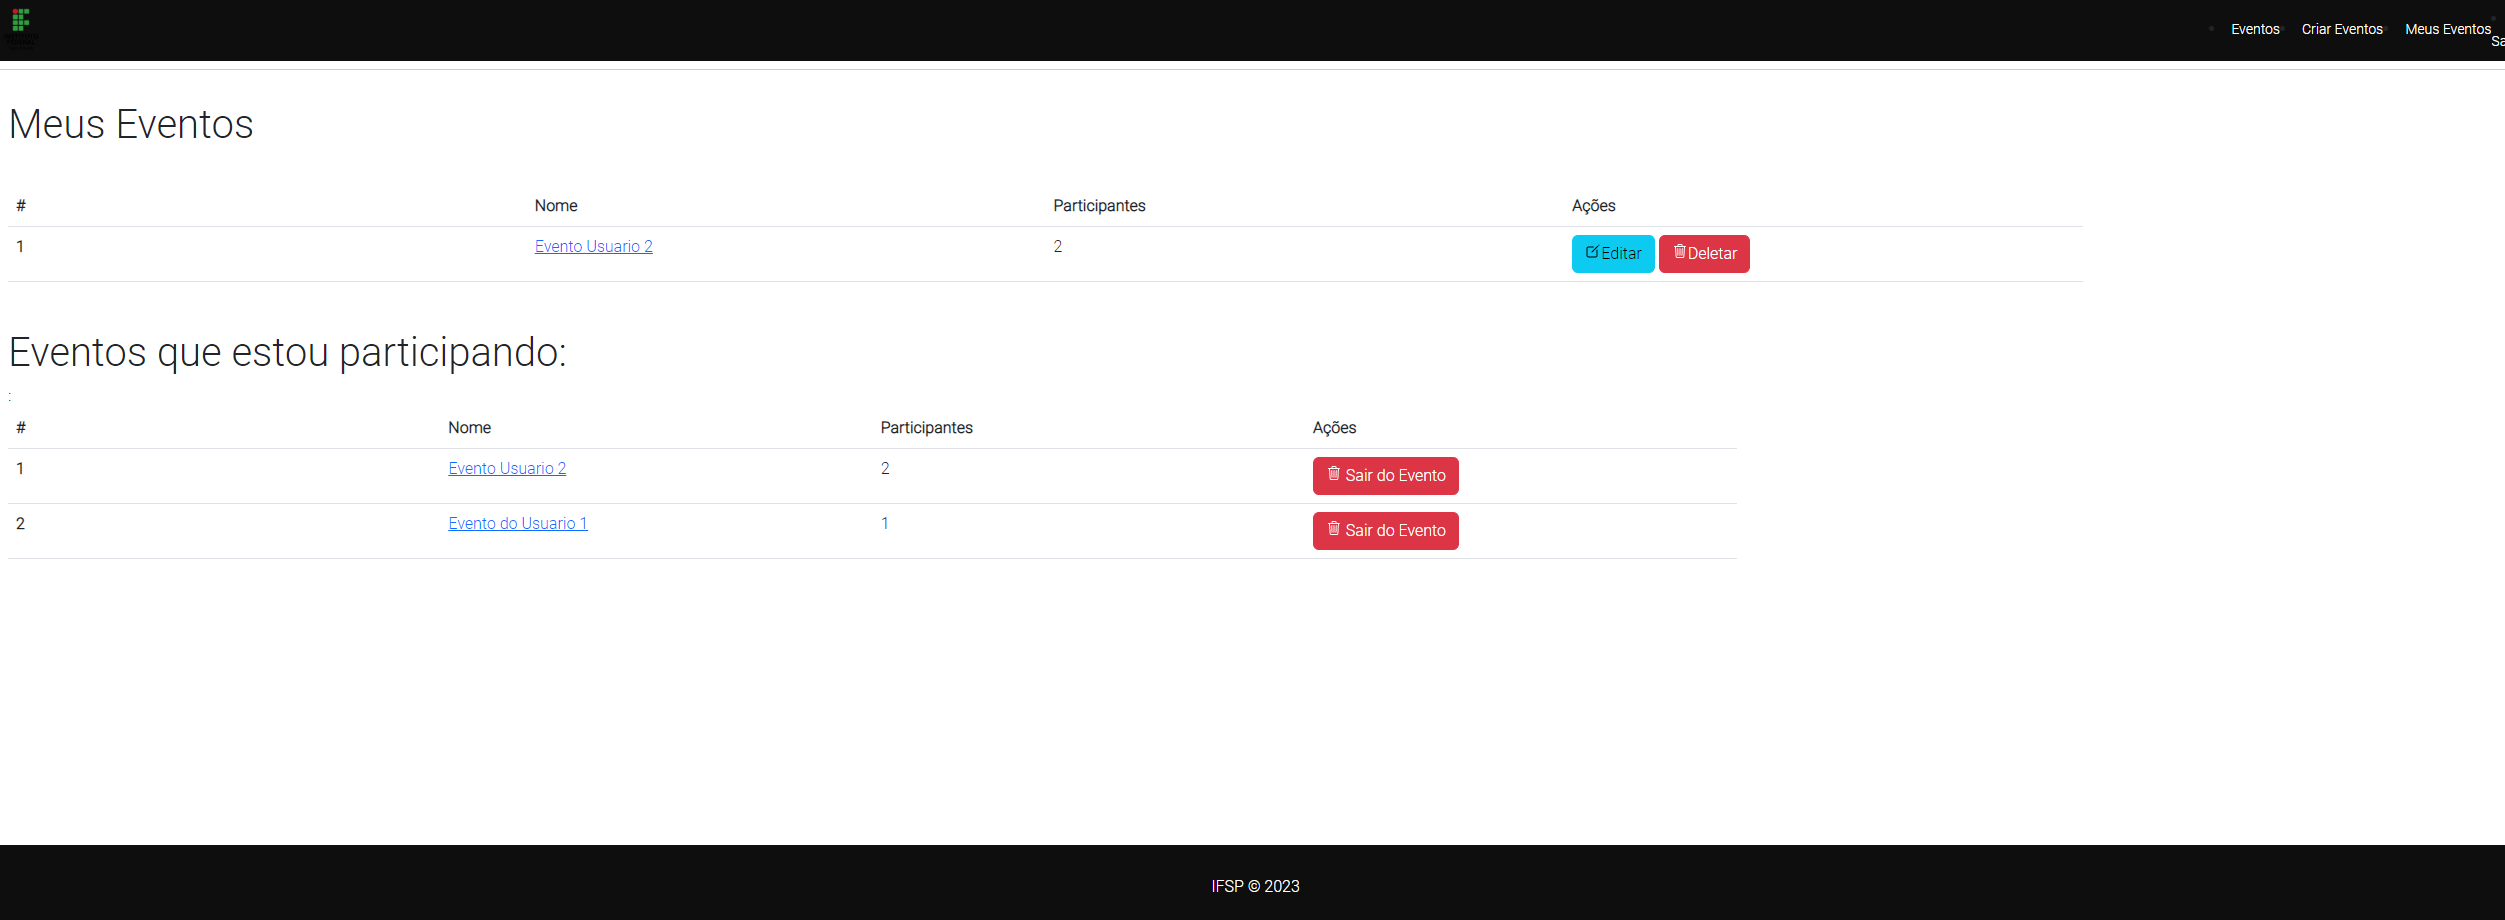 Eventos Criar Eventos Meus Eventos
Sa
Meus Eventos
# Nome Participantes Ações
1 Evento Usuario 2 2 Editar Deletar
Eventos que estou participando:
:
# Nome Participantes Ações
1 Evento Usuario 2 2 Sair do Evento
2 Evento do Usuario 1 1 Sair do Evento
IFSP © 2023